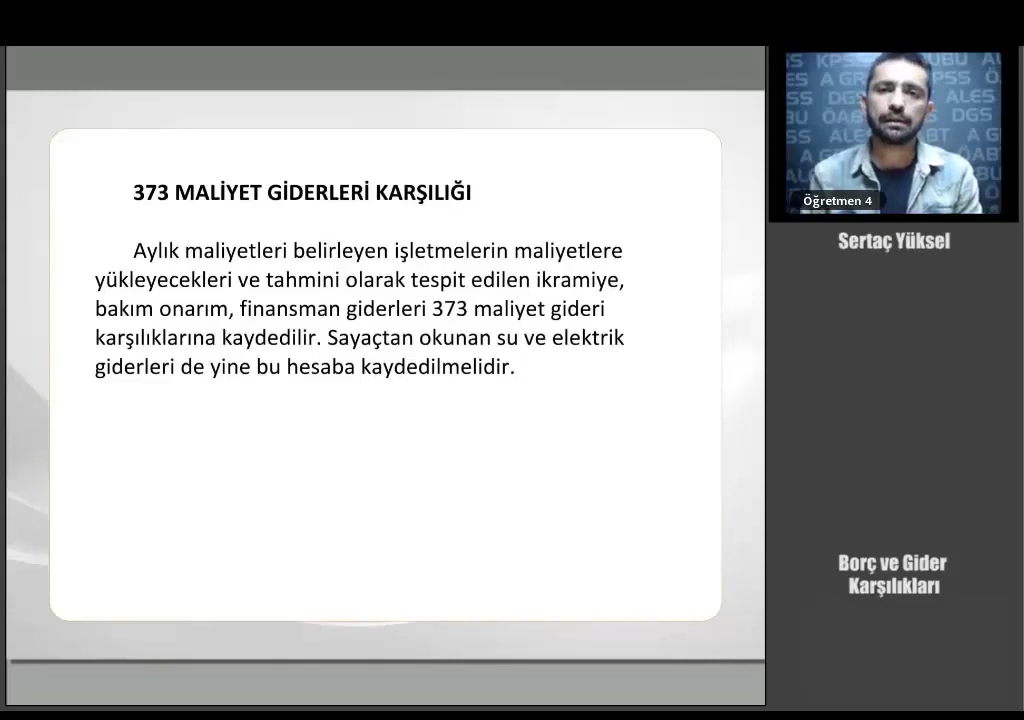 373 MALİYET GİDERLERİ KARŞILIĞI
Aylık maliyetleri belirleyen işletmelerin maliyetlere
yükleyecekleri ve tahmini olarak tespit edilen ikramiye,
bakım onarım, finansman giderleri 373 maliyet gideri
karşılıklarına kaydedilir. Sayaçtan okunan su ve elektrik
giderleri de yine bu hesaba kaydedilmelidir.
Öğretmen 4
Sertaç Yüksel
Borç ve Gider
Karşılıkları